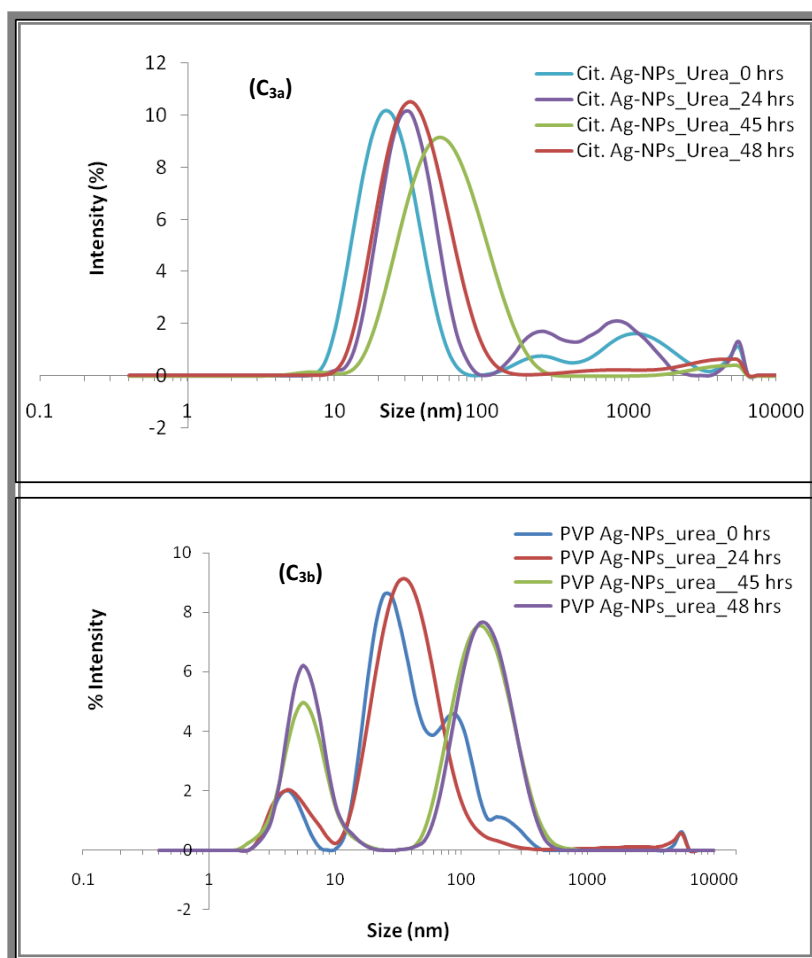 12
10
8
6
4
2
0
-2
Intensity (%)
(C3a)
Cit. Ag-NPs_Urea_0 hrs
Cit. Ag-NPs_Urea_24 hrs
Cit. Ag-NPs_Urea_45 hrs
Cit. Ag-NPs_Urea_48 hrs
0.1 1 10 100 1000 10000
Size (nm)
10
8
6
4
2
0
-2
% Intensity
(C3b)
PVP Ag-NPs_urea_0 hrs
PVP Ag-NPs_urea_24 hrs
PVP Ag-NPs_urea__45 hrs
PVP Ag-NPs_urea_48 hrs
0.1 1 10 100 1000 10000
Size (nm)